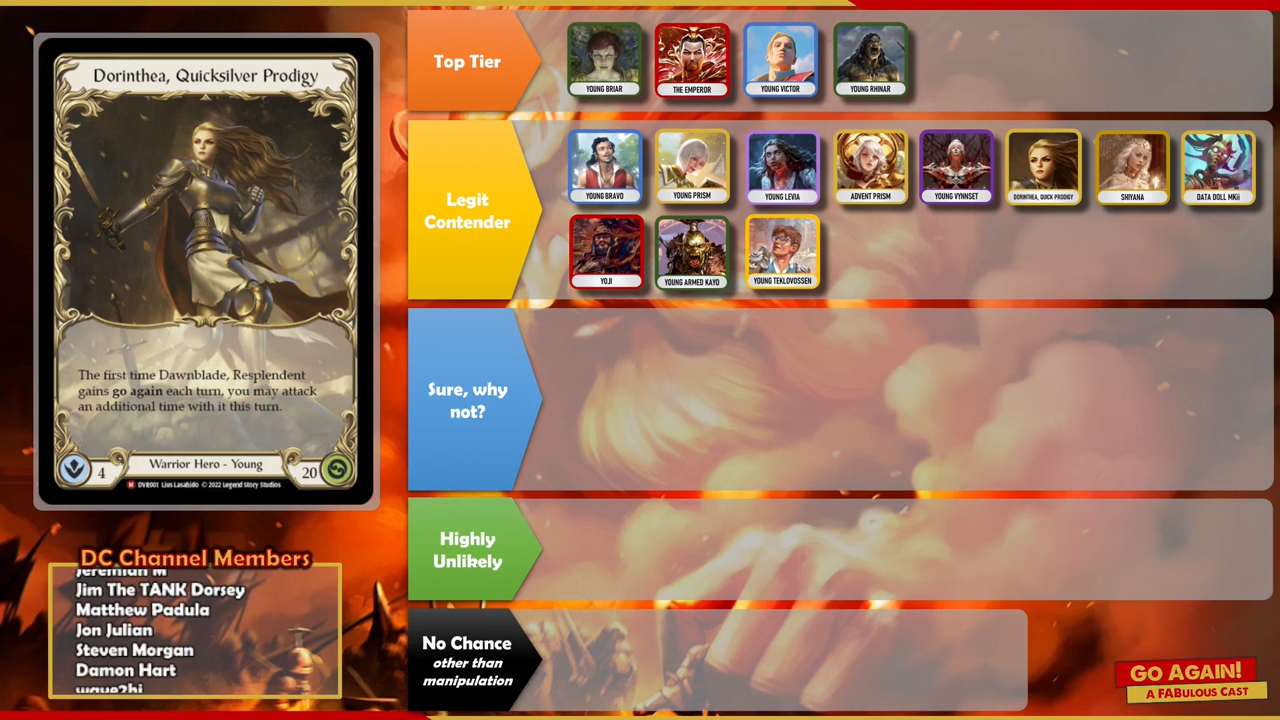 Dorinthea, Quicksilver Prodigy
The first time Dawnblade, Resplendent
gains go again each turn, you may attack
an additional time with it this turn.
4
Warrior Hero - Young
20
M DVR001 Livs Lasahido © 2022 Legend Story Studios
DC Channel Members
Jeremiah M
Jim The TANK Dorsey
Matthew Padula
Jon Julian
Steven Morgan
Damon Hart
wave2hi
Top Tier
YOUNG BRIAR
THE EMPEROR
YOUNG VICTOR
YOUNG RHINAR
Legit
Contender
YOUNG BRAVO
YOUNG PRISM
YOUNG LEVIA
ADVENT PRISM
YOUNG VYNNSET
DORINTHEA, QUICK PRODIGY
SHIYANA
DATA DOLL MKii
YOJI
YOUNG ARMED KAYO
YOUNG TEKLOVOSSEN
Sure, why
not?
Highly
Unlikely
No Chance
other than
manipulation
GO AGAIN!
A FABULOUS CAST